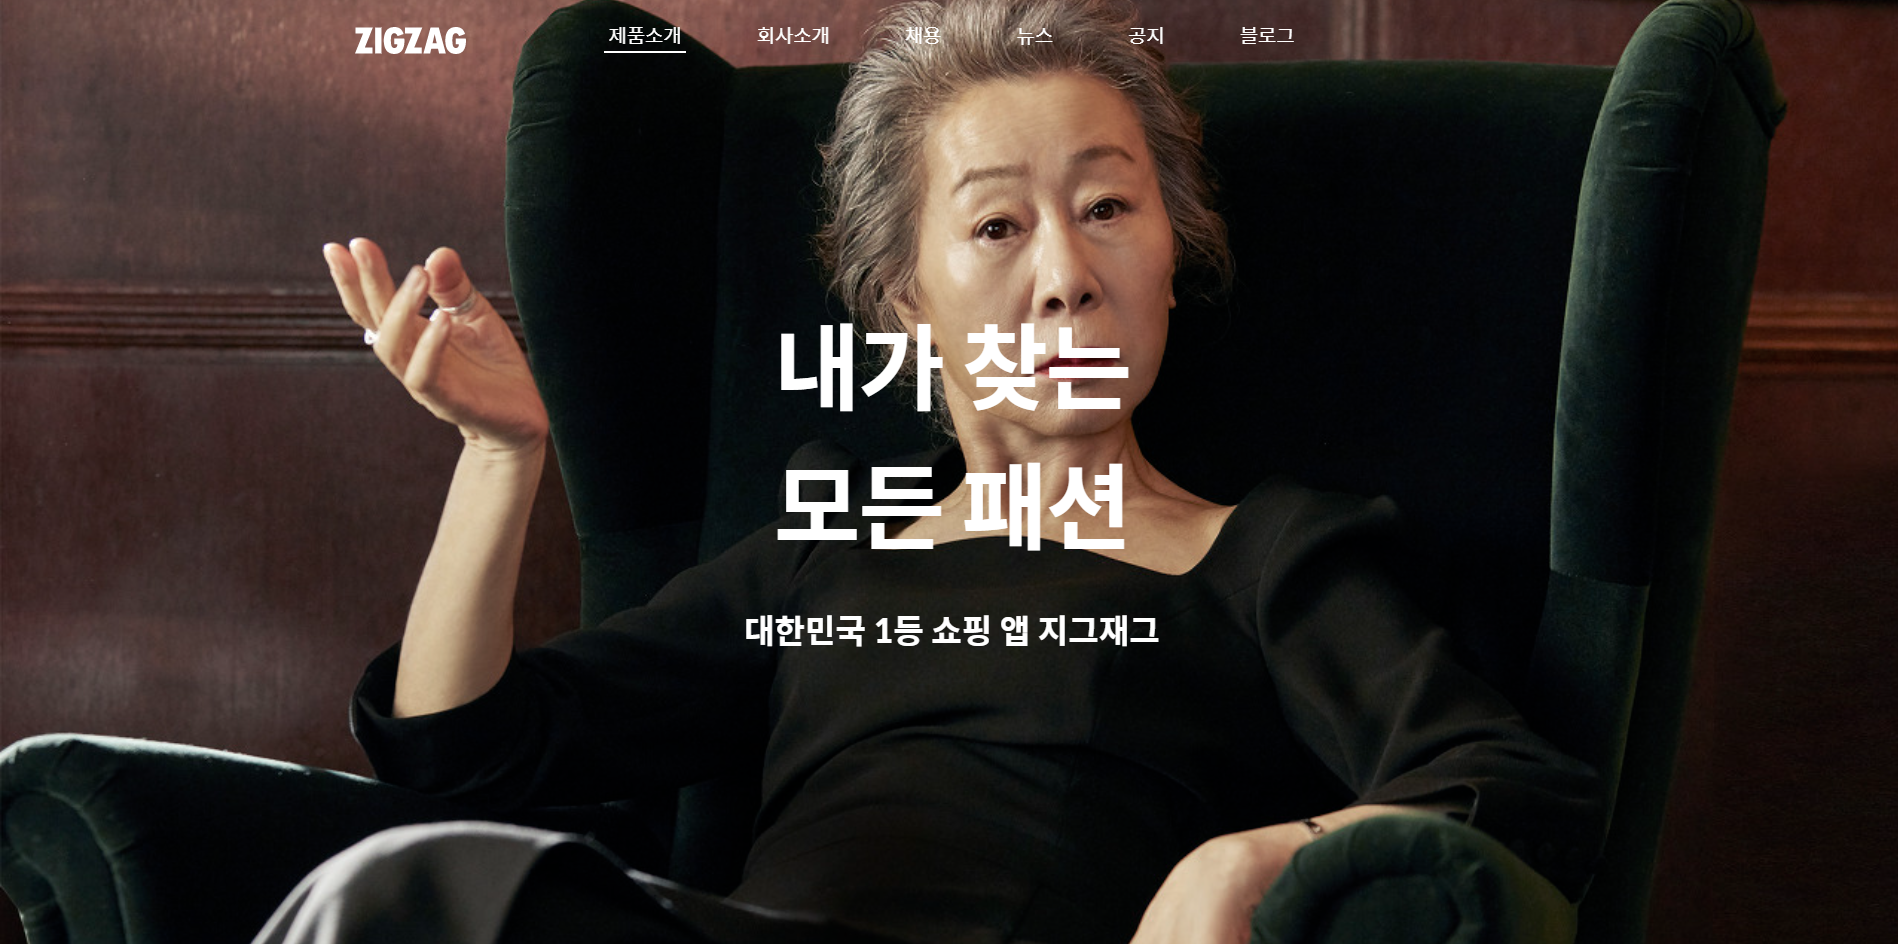 ZIGZAG
제품소개
회사소개
채용
뉴스
공지
블로그
내가 찾는
모든 패션
대한민국 1등 쇼핑 앱 지그재그